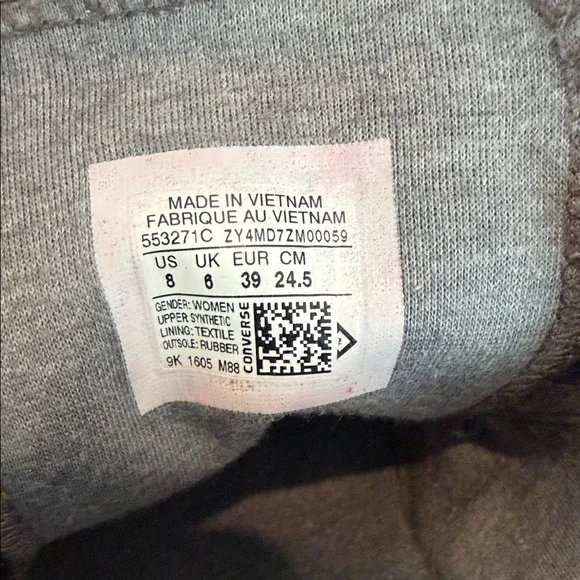 MADE IN VIETNAM
FABRIQUE AU VIETNAM
553271C ZY4MD7ZM00059
US UK EUR CM
8 6 39 24.5
GENDER: WOMEN
UPPER: SYNTHETIC
LINING: TEXTILE
OUTSOLE: RUBBER
9K 1605 M88
CONVERSE